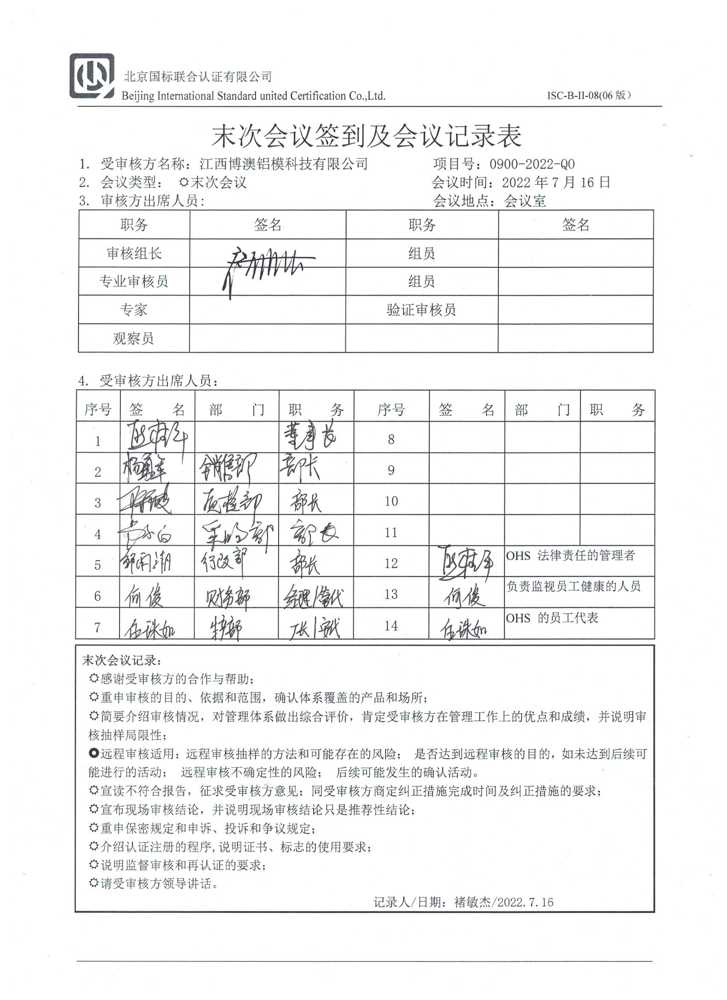 北京国标联合认证有限公司
Beijing International Standard united Certification Co.,Ltd.
ISC-B-II-08(06 版)
末次会议签到及会议记录表
1. 受审核方名称：江西博澳铝模科技有限公司 项目号：0900-2022-QO
2. 会议类型： 末次会议 会议时间：2022 年 7 月 16 日
3. 审核方出席人员： 会议地点：会议室
职务 签名 职务 签名
审核组长 组员
专业审核员 组员
专家 验证审核员
观察员
4. 受审核方出席人员：
序号 签 名 部 门 职 务 序号 签 名 部 门 职 务
1 董事长 8
2 销售部 部长 9
3 质检部 部长 10
4 采购部 部长 11
5 行政部 部长 12 OHS 法律责任的管理者
6 何俊 财务部 经理/管代 13 何俊 负责监视员工健康的人员
7 任珠如 14 任珠如 OHS 的员工代表
末次会议记录：
感谢受审核方的合作与帮助；
重申审核的目的、依据和范围，确认体系覆盖的产品和场所；
简要介绍审核情况，对管理体系做出综合评价，肯定受审核方在管理工作上的优点和成绩，并说明审
核抽样局限性；
远程审核适用：远程审核抽样的方法和可能存在的风险； 是否达到远程审核的目的，如未达到后续可
能进行的活动； 远程审核不确定性的风险； 后续可能发生的确认活动。
宣读不符合报告，征求受审核方意见；同受审核方商定纠正措施完成时间及纠正措施的要求；
宣布现场审核结论，并说明现场审核结论只是推荐性结论；
重申保密规定和申诉、投诉和争议规定；
介绍认证注册的程序,说明证书、标志的使用要求；
说明监督审核和再认证的要求；
请受审核方领导讲话。
记录人/日期：褚敏杰/2022.7.16